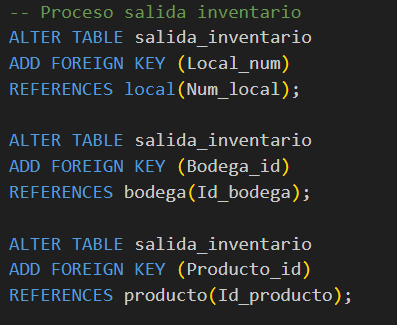 -- Proceso salida inventario
ALTER TABLE salida_inventario
ADD FOREIGN KEY (Local_num)
REFERENCES local(Num_local);
ALTER TABLE salida_inventario
ADD FOREIGN KEY (Bodega_id)
REFERENCES bodega(Id_bodega);
ALTER TABLE salida_inventario
ADD FOREIGN KEY (Producto_id)
REFERENCES producto(Id_producto);